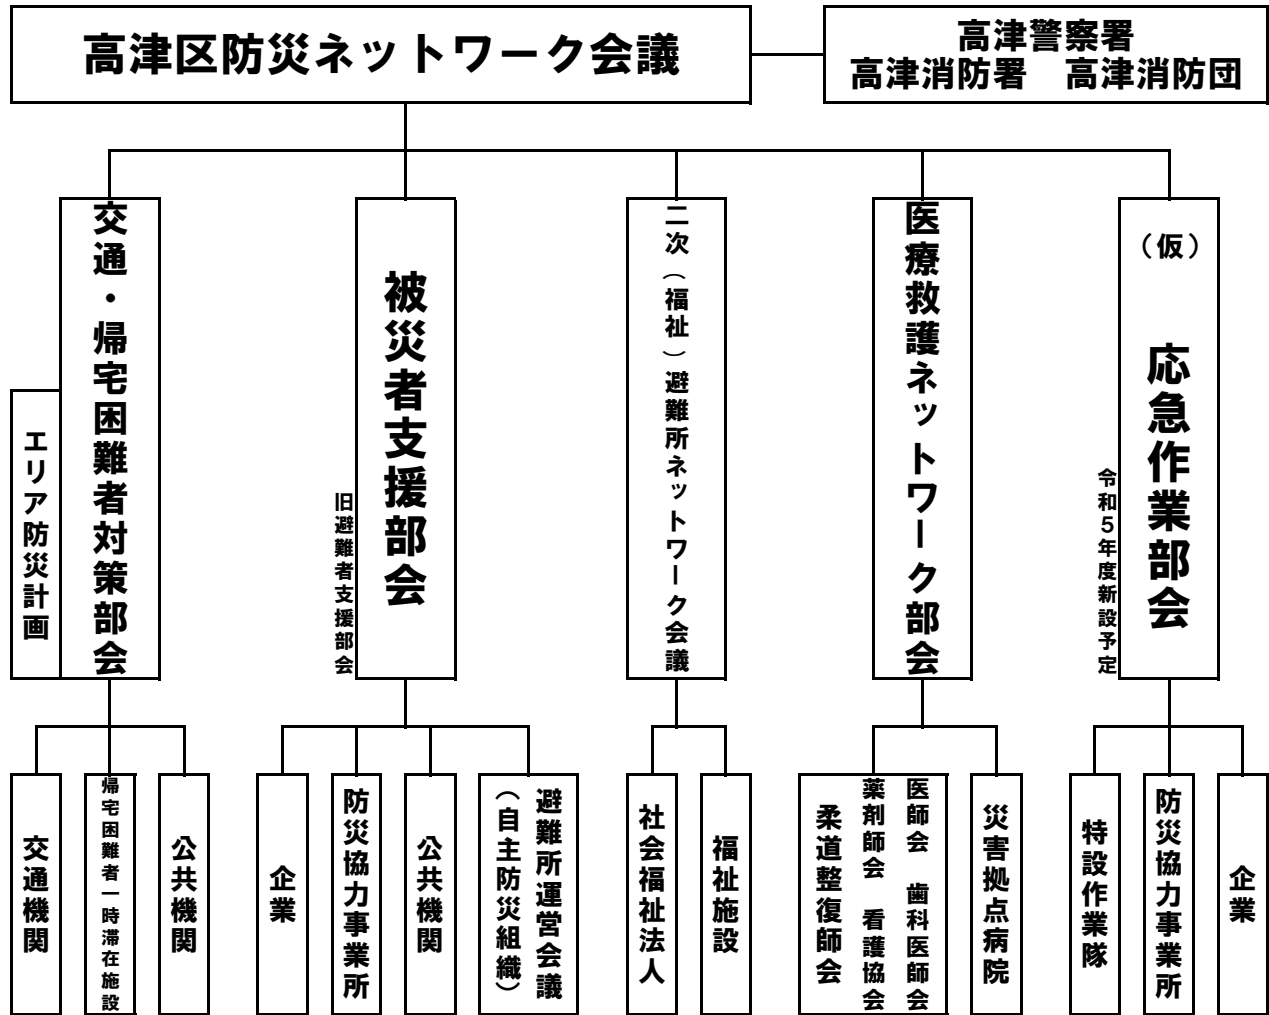 高津区防災ネットワーク会議
高津警察署
高津消防署　高津消防団
交通・帰宅困難者対策部会
エリア防災計画
被災者支援部会
旧避難者支援部会
二次（福祉）避難所ネットワーク会議
医療救護ネットワーク部会
（仮）
応急作業部会
令和５年度新設予定
交通機関
帰宅困難者一時滞在施設
公共機関
企業
防災協力事業所
公共機関
避難所運営会議
（自主防災組織）
社会福祉法人
福祉施設
医師会　歯科医師会
薬剤師会　看護協会
柔道整復師会
災害拠点病院
特設作業隊
防災協力事業所
企業